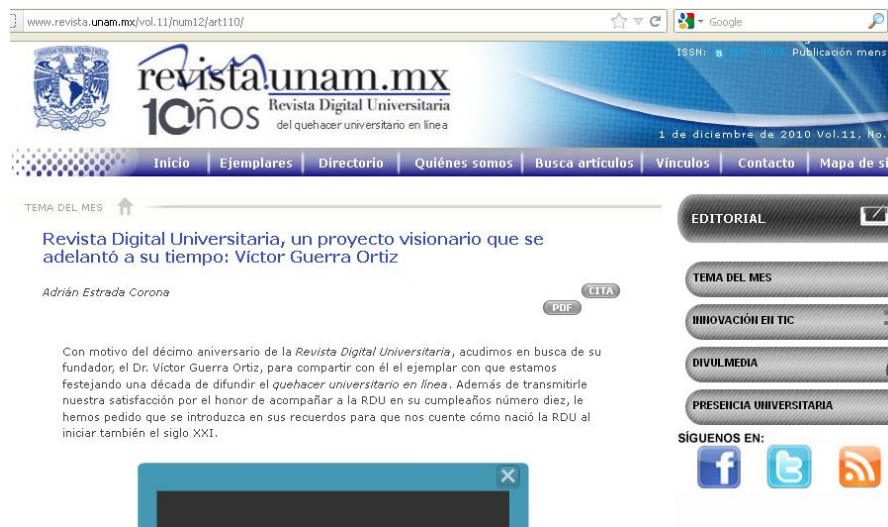 www.revista.unam.mx/vol.11/num12/art110/
Google
ISSN:
Publicación mens
revista.unam.mx
10ños Revista Digital Universitaria
del quehacer universitario en línea
1 de diciembre de 2010 Vol.11, No.
Inicio Ejemplares Directorio Quiénes somos Busca artículos Vínculos Contacto Mapa de si
TEMA DEL MES
Revista Digital Universitaria, un proyecto visionario que se
adelantó a su tiempo: Víctor Guerra Ortiz
Adrián Estrada Corona
CITA
PDF
Con motivo del décimo aniversario de la Revista Digital Universitaria, acudimos en busca de su
fundador, el Dr. Víctor Guerra Ortiz, para compartir con él el ejemplar con que estamos
festejando una década de difundir el quehacer universitario en línea. Además de transmitirle
nuestra satisfacción por el honor de acompañar a la RDU en su cumpleaños número diez, le
hemos pedido que se introduzca en sus recuerdos para que nos cuente cómo nació la RDU al
iniciar también el siglo XXI.
EDITORIAL
TEMA DEL MES
INNOVACIÓN EN TIC
DIVULMEDIA
PRESENCIA UNIVERSITARIA
SÍGUENOS EN: